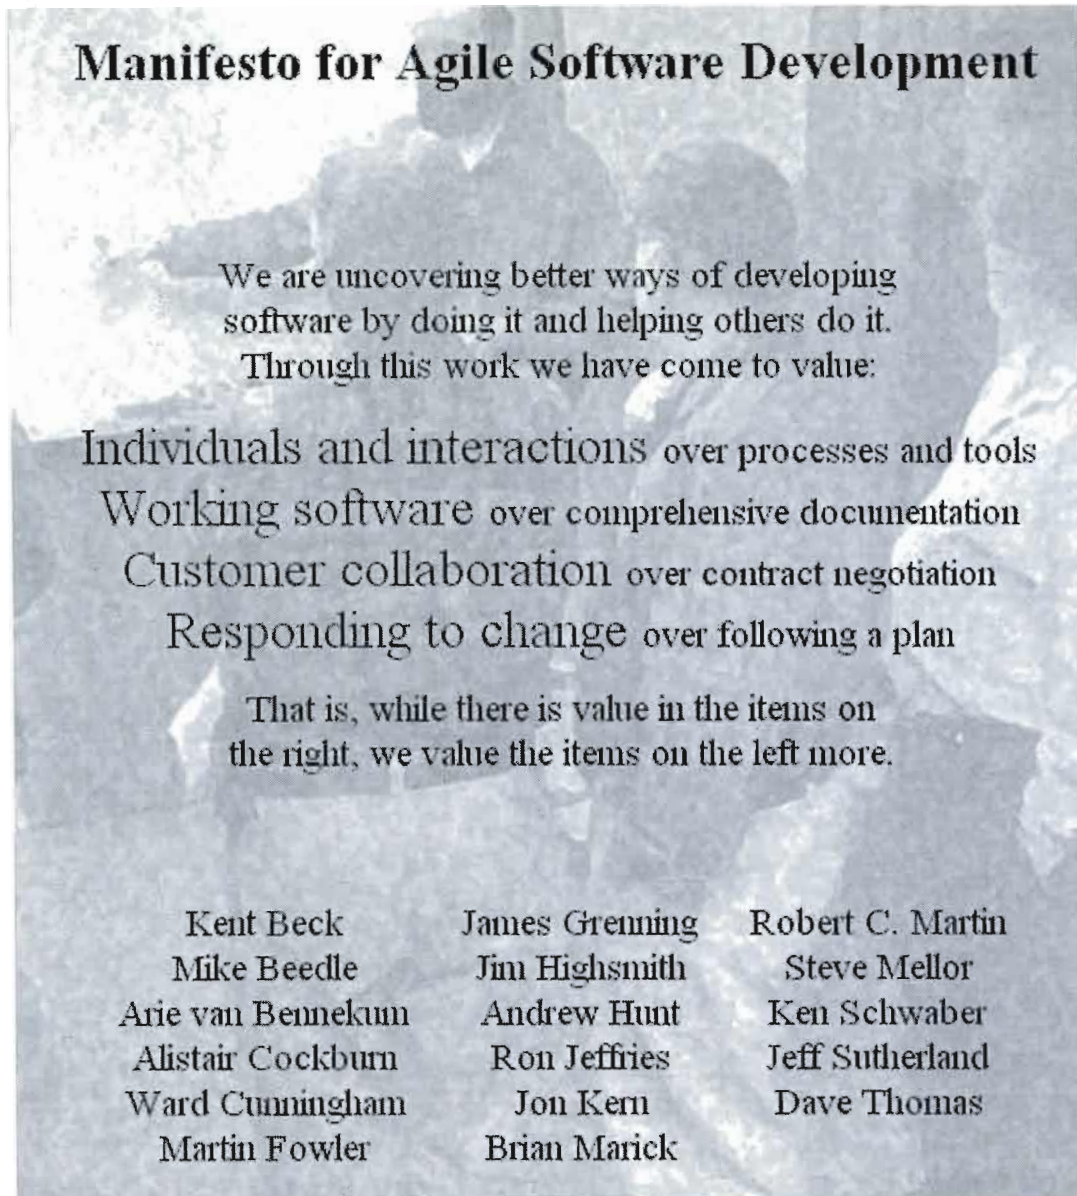 Manifesto for Agile Software Development
We are uncovering better ways of developing
software by doing it and helping others do it.
Through this work we have come to value:
Individuals and interactions over processes and tools
Working software over comprehensive documentation
Customer collaboration over contract negotiation
Responding to change over following a plan
That is, while there is value in the items on
the right, we value the items on the left more.
Kent Beck
Mike Beedle
Arie van Bennekum
Alistair Cockburn
Ward Cunningham
Martin Fowler
James Grenning
Jim Highsmith
Andrew Hunt
Ron Jeffries
Jon Kern
Brian Marick
Robert C. Martin
Steve Mellor
Ken Schwaber
Jeff Sutherland
Dave Thomas